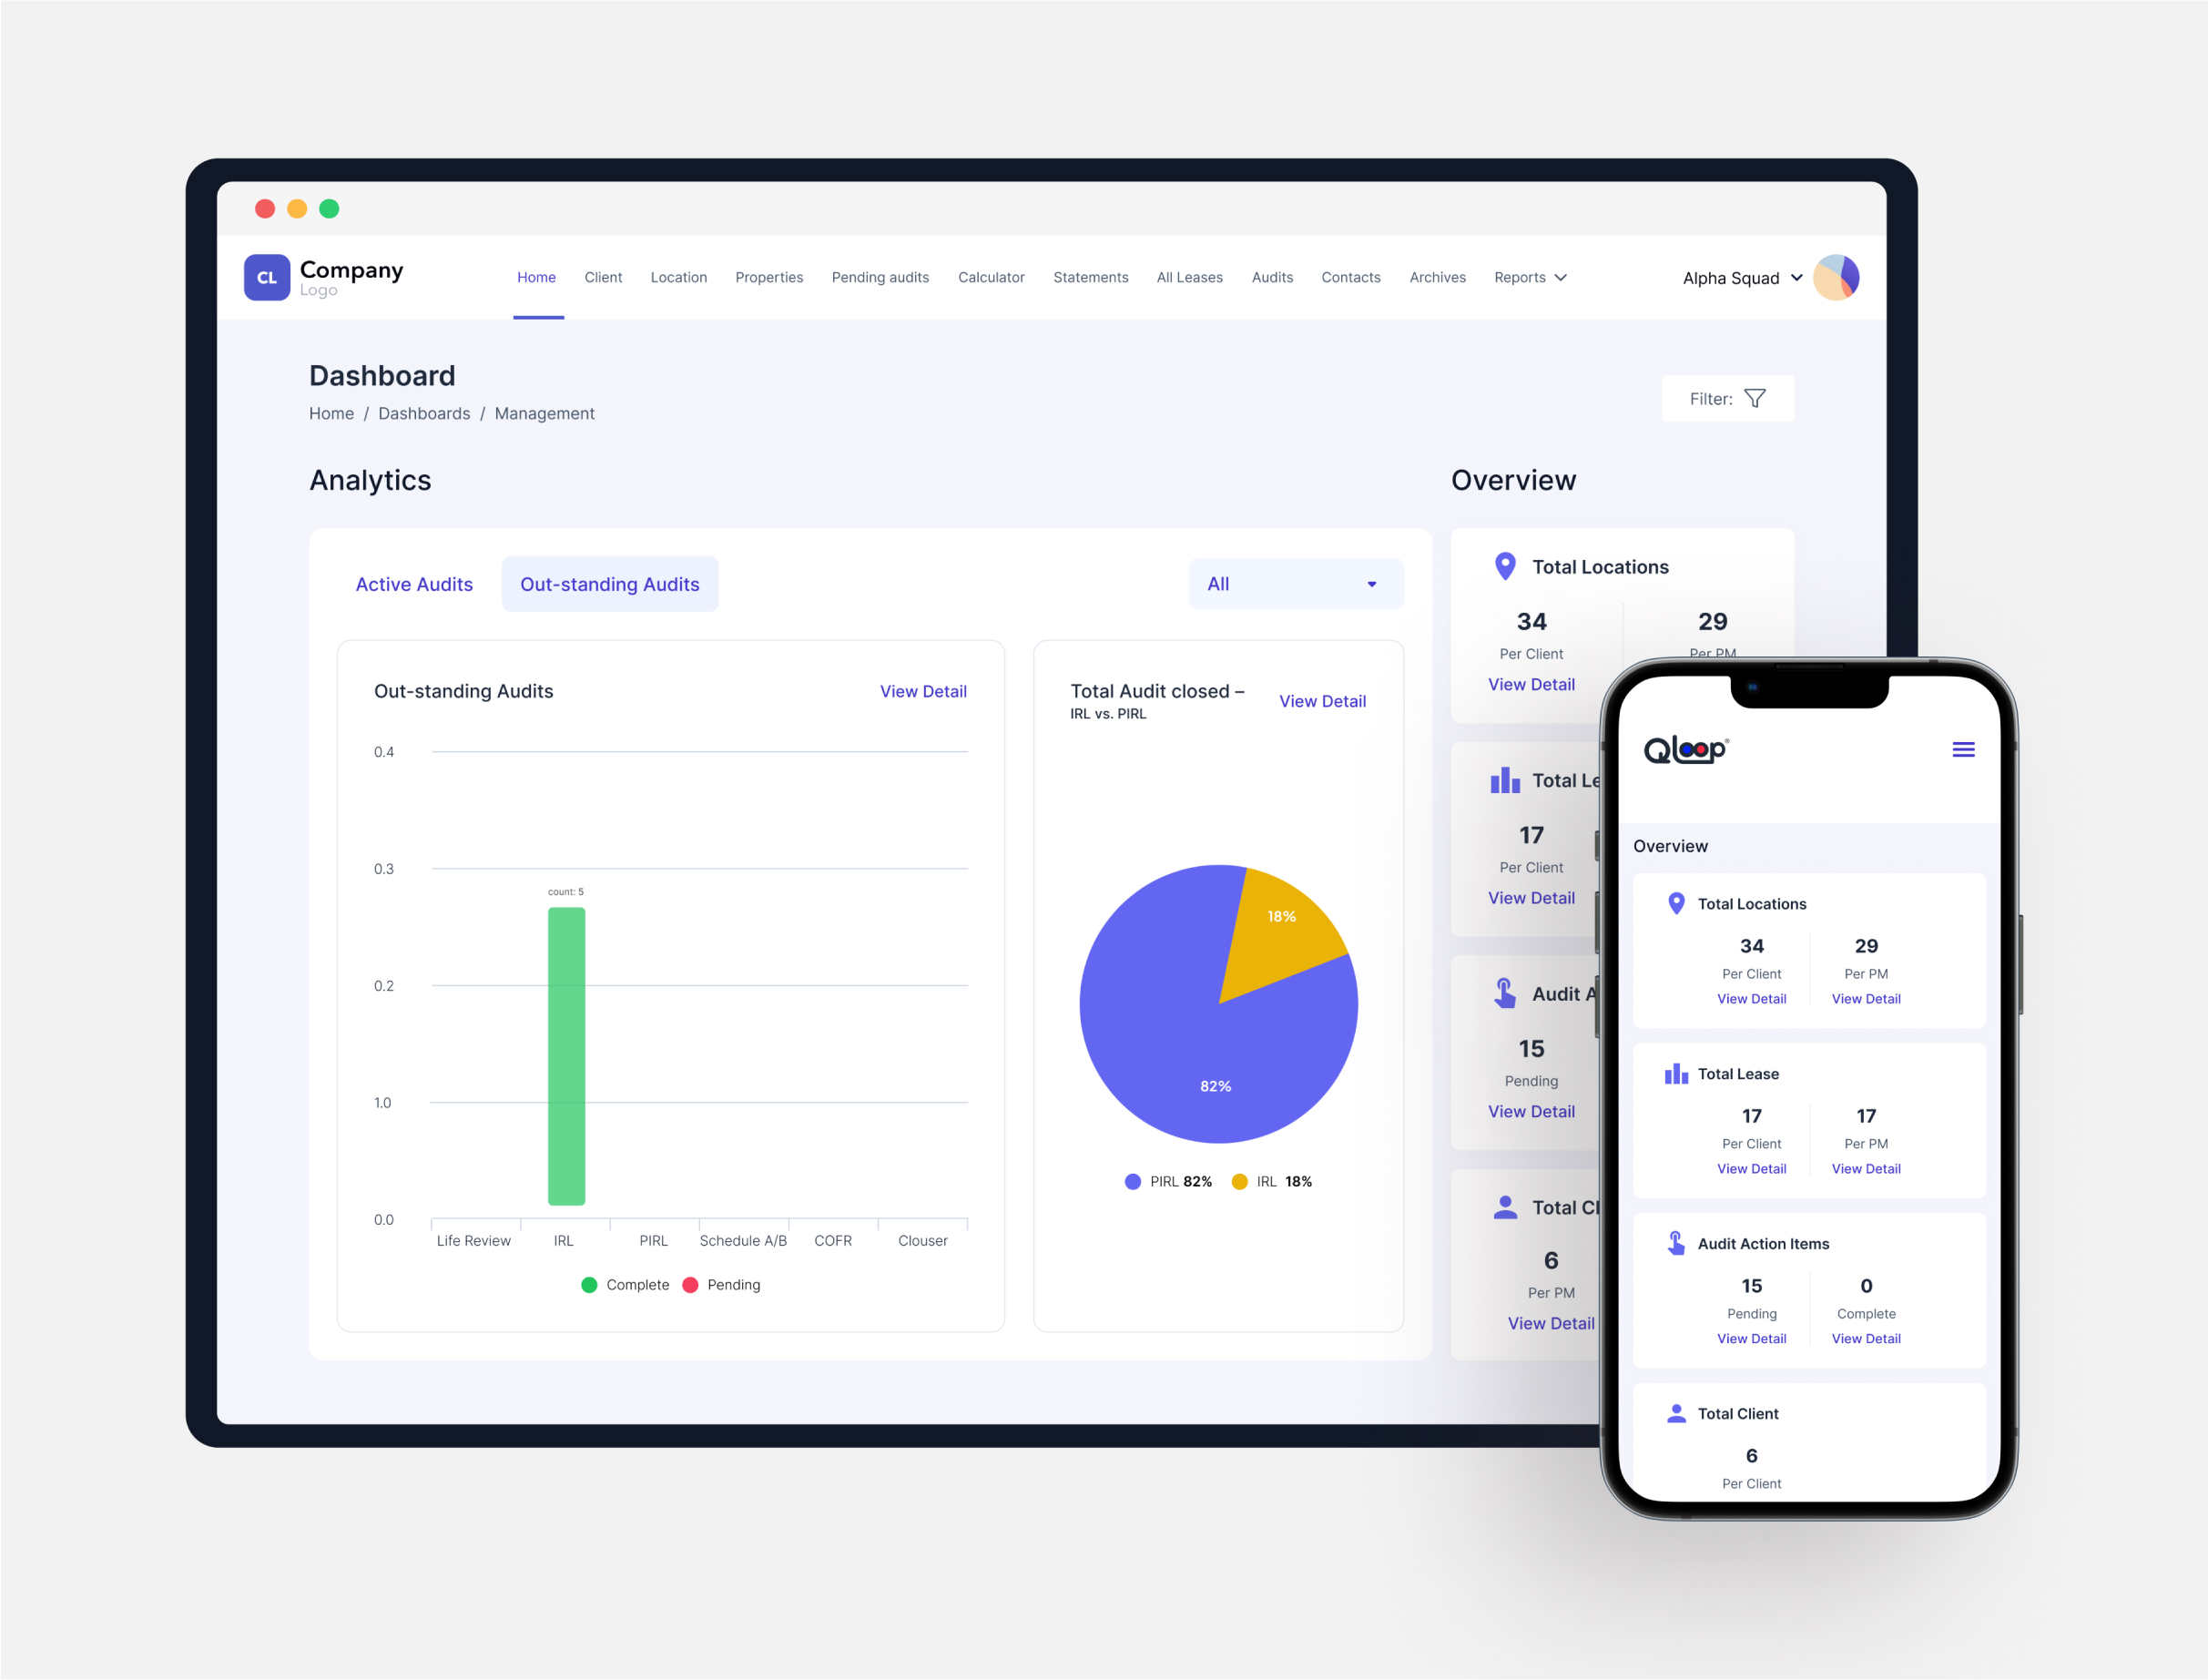 CL Company
Logo
Home Client Location Properties Pending audits Calculator Statements All Leases Audits Contacts Archives Reports
Alpha Squad
Dashboard
Home / Dashboards / Management
Filter:
Analytics
Active Audits Out-standing Audits
All
Out-standing Audits View Detail
0.4
0.3
count: 5
0.2
1.0
0.0
Life Review IRL PIRL Schedule A/B COFR Clouser
Complete Pending
Total Audit closed –
IRL vs. PIRL
View Detail
18%
82%
PIRL 82% IRL 18%
Overview
Total Locations
34 29
Per Client Per PM
View Detail
Total Le
17
Per Client
View Detail
Audit A
15
Pending
View Detail
Total Cl
6
Per PM
View Detail
Qloop®
Overview
Total Locations
34 29
Per Client Per PM
View Detail View Detail
Total Lease
17 17
Per Client Per PM
View Detail View Detail
Audit Action Items
15 0
Pending Complete
View Detail View Detail
Total Client
6
Per Client